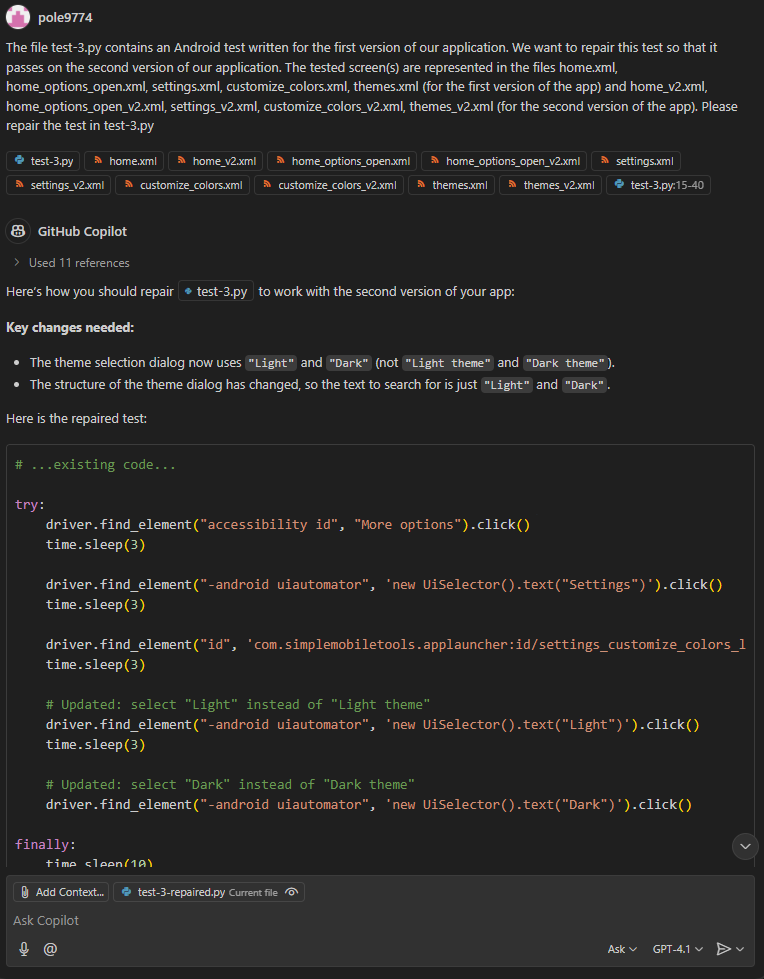 pole9774
The file test-3.py contains an Android test written for the first version of our application. We want to repair this test so that it
passes on the second version of our application. The tested screen(s) are represented in the files home.xml,
home_options_open.xml, settings.xml, customize_colors.xml, themes.xml (for the first version of the app) and home_v2.xml,
home_options_open_v2.xml, settings_v2.xml, customize_colors_v2.xml, themes_v2.xml (for the second version of the app). Please
repair the test in test-3.py
test-3.py home.xml home_v2.xml home_options_open.xml home_options_open_v2.xml settings.xml
settings_v2.xml customize_colors.xml customize_colors_v2.xml themes.xml themes_v2.xml test-3.py:15-40
GitHub Copilot
Used 11 references
Here's how you should repair test-3.py to work with the second version of your app:
Key changes needed:
• The theme selection dialog now uses "Light" and "Dark" (not "Light theme" and "Dark theme").
• The structure of the theme dialog has changed, so the text to search for is just "Light" and "Dark".
Here is the repaired test:
# ...existing code...
try:
driver.find_element("accessibility id", "More options").click()
time.sleep(3)
driver.find_element("-android uiautomator", 'new UiSelector().text("Settings")').click()
time.sleep(3)
driver.find_element("id", 'com.simplemobiletools.applauncher:id/settings_customize_colors_l
time.sleep(3)
# Updated: select "Light" instead of "Light theme"
driver.find_element("-android uiautomator", 'new UiSelector().text("Light")').click()
time.sleep(3)
# Updated: select "Dark" instead of "Dark theme"
driver.find_element("-android uiautomator", 'new UiSelector().text("Dark")').click()
finally:
time.sleep(10)
Add Context... test-3-repaired.py Current file
Ask Copilot
@ Ask GPT-4.1